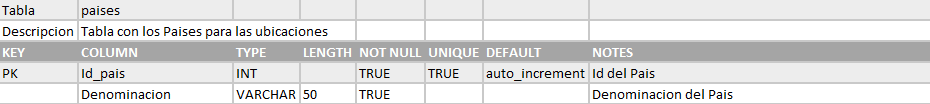 Tabla paises
Descripcion Tabla con los Paises para las ubicaciones
KEY COLUMN TYPE LENGTH NOT NULL UNIQUE DEFAULT NOTES
PK Id_pais INT TRUE TRUE auto_increment Id del Pais
Denominacion VARCHAR 50 TRUE Denominacion del Pais